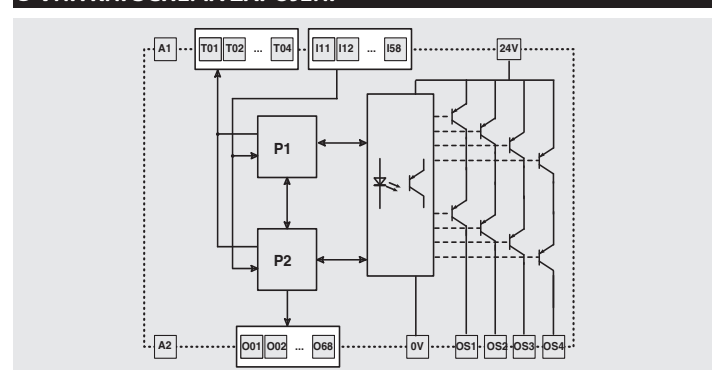 A1 T01 T02 ... T04 I11 I12 ... I58 24V
P1
P2
A2 O01 O02 ... O68 0V OS1 OS2 OS3 OS4